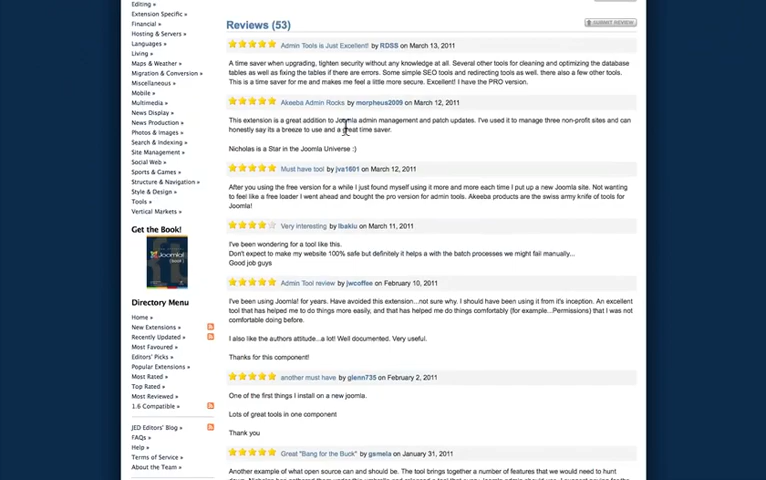 Editing »
Extension Specific »
Financial »
Hosting & Servers »
Languages »
Living »
Maps & Weather »
Migration & Conversion »
Miscellaneous »
Mobile »
Multimedia »
News Display »
News Production »
Photos & Images »
Search & Indexing »
Site Management »
Social Web »
Sports & Games »
Structure & Navigation »
Style & Design »
Tools »
Vertical Markets »
Get the Book!
Joomla!
Directory Menu
Home »
New Extensions »
Recently Updated »
Most Favoured »
Editors' Picks »
Popular Extensions »
Most Rated »
Top Rated »
Most Reviewed »
1.6 Compatible »
JED Editors' Blog »
FAQs »
Help »
Terms of Service »
About the Team »
Reviews (53)
SUBMIT REVIEW
Admin Tools is Just Excellent! by RDSS on March 13, 2011
A time saver when upgrading, tighten security without any knowledge at all. Several other tools for cleaning and optimizing the database
tables as well as fixing the tables if there are errors. Some simple SEO tools and redirecting tools as well. there also a few other tools.
This is a time saver for me and makes me feel a little more secure. Excellent! I have the PRO version.
Akeeba Admin Rocks by morpheus2009 on March 12, 2011
This extension is a great addition to Joomla admin management and patch updates. I've used it to manage three non-profit sites and can
honestly say its a breeze to use and a great time saver.
Nicholas is a Star in the Joomla Universe :)
Must have tool by jva1601 on March 12, 2011
After you using the free version for a while I just found myself using it more and more each time I put up a new Joomla site. Not wanting
to feel like a free loader I went ahead and bought the pro version for admin tools. Akeeba products are the swiss army knife of tools for
Joomla!
Very interesting by lbakiu on March 11, 2011
I've been wondering for a tool like this.
Don't expect to make my website 100% safe but definitely it helps a with the batch processes we might fail manually...
Good job guys
Admin Tool review by jwcoffee on February 10, 2011
I've been using Joomla! for years. Have avoided this extension...not sure why. I should have been using it from it's inception. An excellent
tool that has helped me to do things more easily, and that has helped me do things comfortably (for example...Permissions) that I was not
comfortable doing before.
I also like the authors attitude...a lot! Well documented. Very useful.
Thanks for this component!
another must have by glenn735 on February 2, 2011
One of the first things I install on a new joomla.
Lots of great tools in one component
Thank you
Great "Bang for the Buck" by gsmela on January 31, 2011
Another example of what open source can and should be. The tool brings together a number of features that we would need to hunt